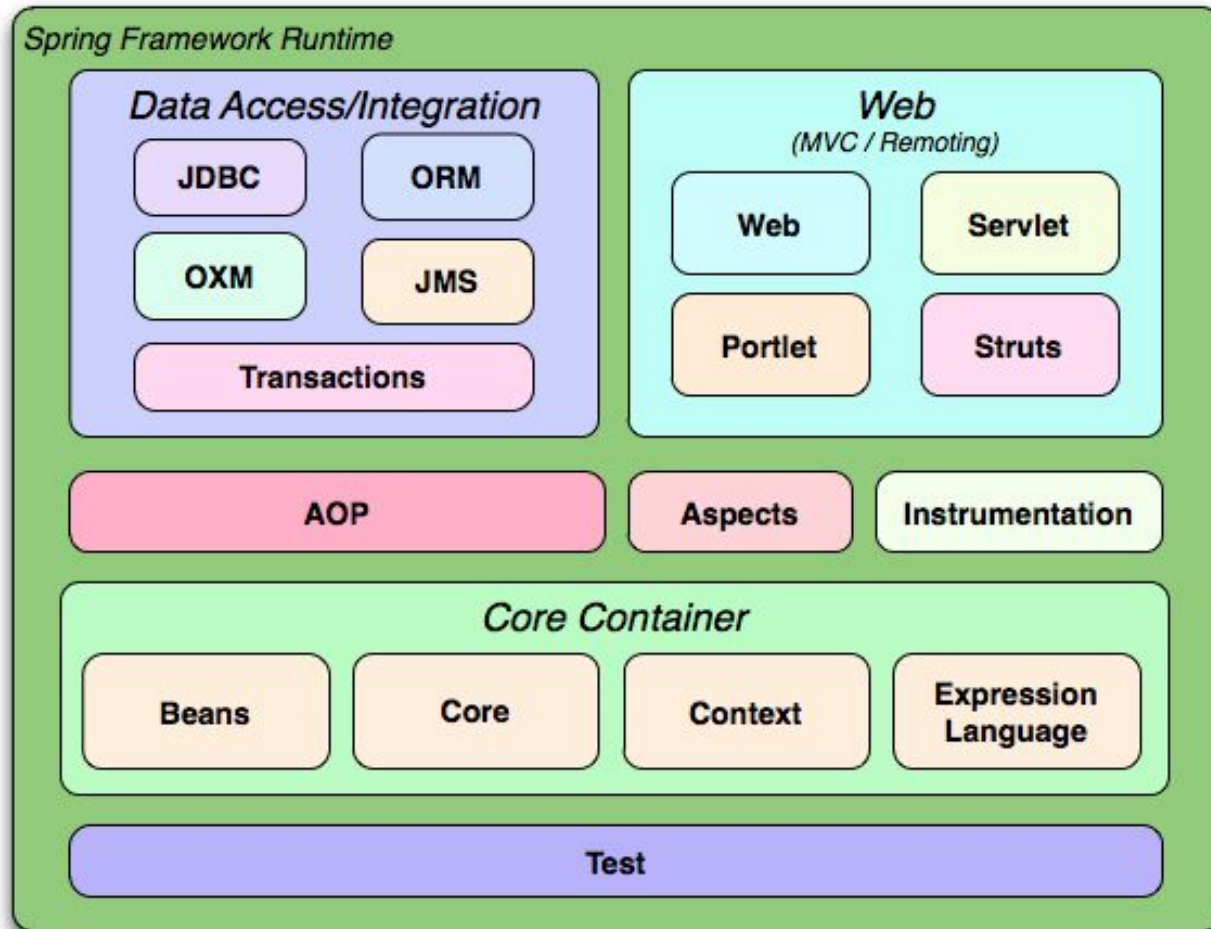 Spring Framework Runtime
Data Access/Integration
JDBC
ORM
OXM
JMS
Transactions
Web
(MVC / Remoting)
Web
Servlet
Portlet
Struts
AOP
Aspects
Instrumentation
Core Container
Beans
Core
Context
Expression
Language
Test